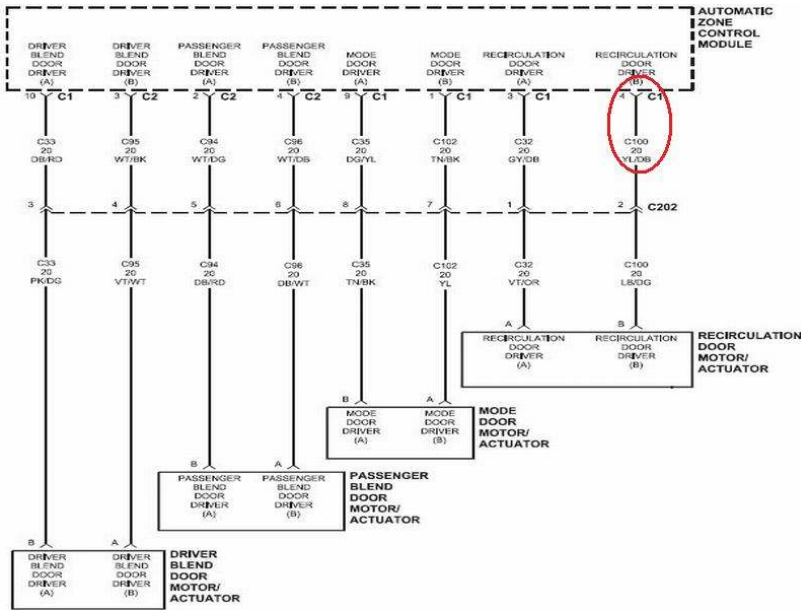 AUTOMATIC
ZONE
CONTROL
MODULE
DRIVER
BLEND
DOOR
DRIVER
(A)
DRIVER
BLEND
DOOR
DRIVER
(B)
PASSENGER
BLEND
DOOR
DRIVER
(A)
PASSENGER
BLEND
DOOR
DRIVER
(B)
MODE
DOOR
DRIVER
(A)
MODE
DOOR
DRIVER
(B)
RECIRCULATION
DOOR
DRIVER
(A)
RECIRCULATION
DOOR
DRIVER
(B)
10 C1
3 C2
2 C2
4 C2
9 C1
1 C1
3 C1
4 C1
C33
20
DB/RD
C95
20
WT/BK
C94
20
WT/DG
C96
20
WT/DB
C35
20
DG/YL
C102
20
TN/BK
C32
20
GY/DB
C100
20
YL/DB
3 4 5 6 8 7 1 2 C202
C33
20
PK/DG
C95
20
VT/WT
C94
20
DB/RD
C96
20
DB/WT
C35
20
TN/BK
C102
20
YL
C32
20
VT/OR
C100
20
LB/DG
A B
RECIRCULATION
DOOR
DRIVER
(A)
RECIRCULATION
DOOR
DRIVER
(B)
RECIRCULATION
DOOR
MOTOR/
ACTUATOR
B A
MODE
DOOR
DRIVER
(A)
MODE
DOOR
DRIVER
(B)
MODE
DOOR
MOTOR/
ACTUATOR
B A
PASSENGER
BLEND
DOOR
DRIVER
(A)
PASSENGER
BLEND
DOOR
DRIVER
(B)
PASSENGER
BLEND
DOOR
MOTOR/
ACTUATOR
B A
DRIVER
BLEND
DOOR
DRIVER
(A)
DRIVER
BLEND
DOOR
DRIVER
(B)
DRIVER
BLEND
DOOR
MOTOR/
ACTUATOR